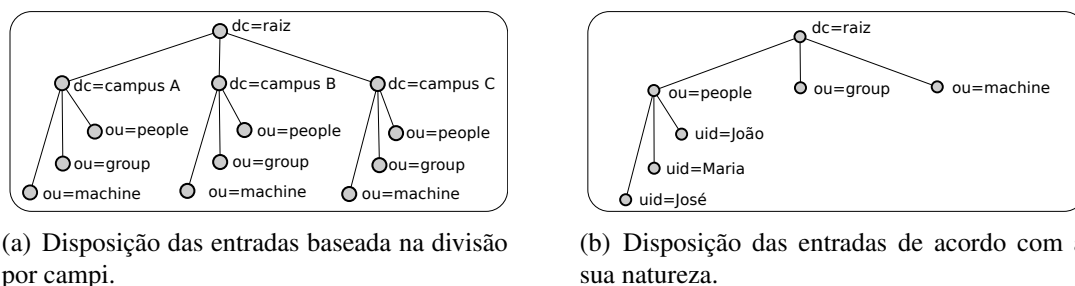 dc=raiz
dc=campus A
dc=campus B
dc=campus C
ou=people
ou=people
ou=people
ou=group
ou=group
ou=group
ou=machine
ou=machine
ou=machine
(a) Disposição das entradas baseada na divisão
por campi.
dc=raiz
ou=people
ou=group
ou=machine
uid=João
uid=Maria
uid=José
(b) Disposição das entradas de acordo com
sua natureza.